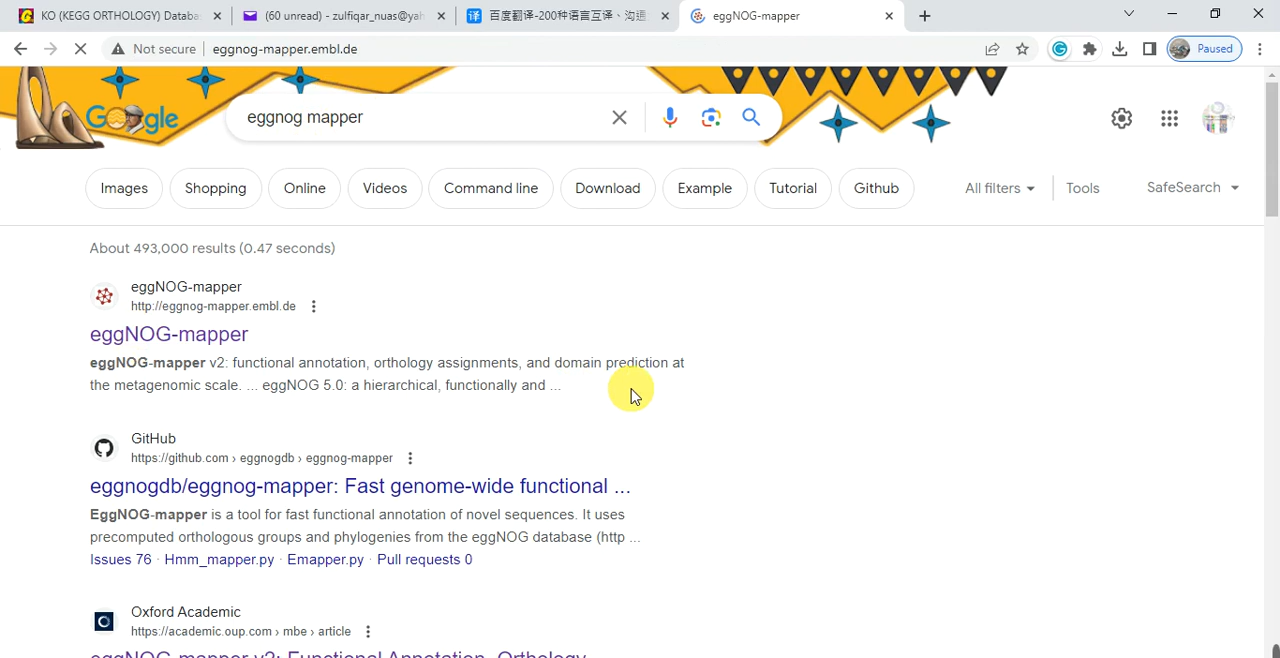 KO (KEGG ORTHOLOGY) Databa
(60 unread) - zulfiqar_nuas@yah
百度翻译-200种语言互译、沟通
eggNOG-mapper
Not secure eggnog-mapper.embl.de
Paused
Google
eggnog mapper
Images Shopping Online Videos Command line Download Example Tutorial Github All filters Tools SafeSearch
About 493,000 results (0.47 seconds)
eggNOG-mapper
http://eggnog-mapper.embl.de
eggNOG-mapper
eggNOG-mapper v2: functional annotation, orthology assignments, and domain prediction at
the metagenomic scale. ... eggNOG 5.0: a hierarchical, functionally and ...
GitHub
https://github.com › eggnogdb › eggnog-mapper
eggnogdb/eggnog-mapper: Fast genome-wide functional ...
EggNOG-mapper is a tool for fast functional annotation of novel sequences. It uses
precomputed orthologous groups and phylogenies from the eggNOG database (http ...
Issues 76 · Hmm_mapper.py · Emapper.py · Pull requests 0
Oxford Academic
https://academic.oup.com › mbe › article
eggNOG-mapper v2: Functional Annotation, Orthology